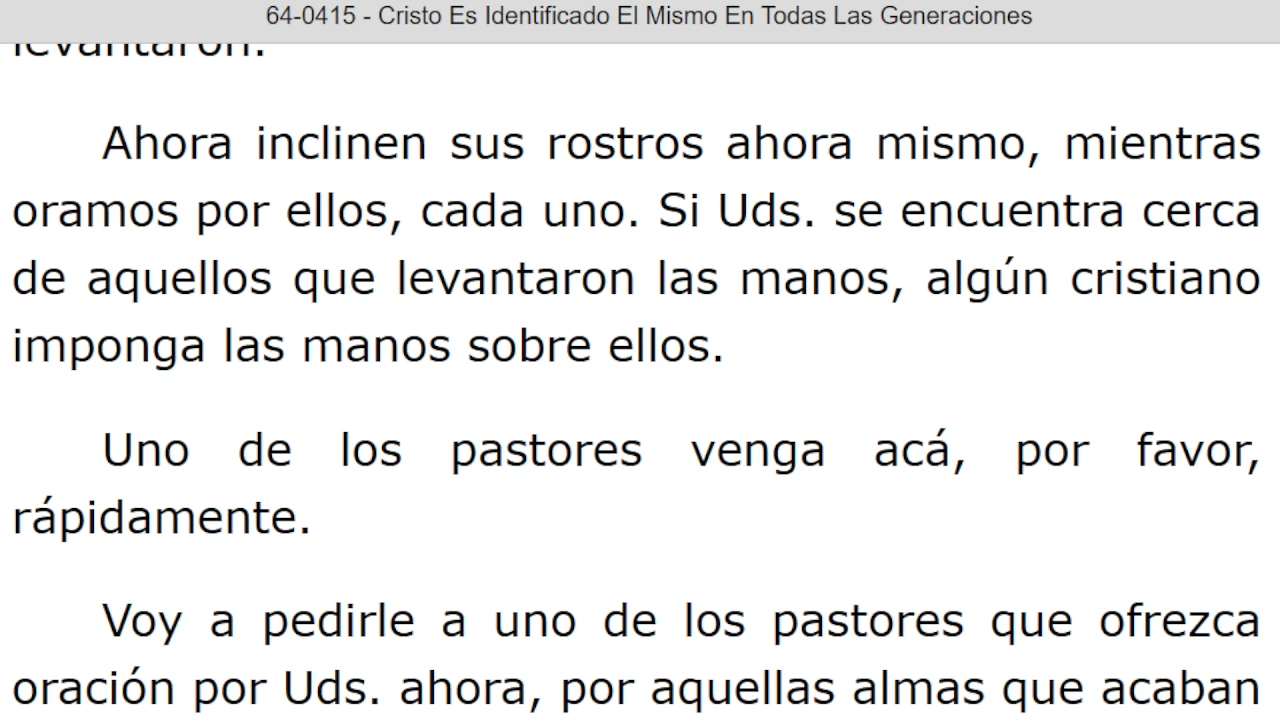 64-0415 - Cristo Es Identificado El Mismo En Todas Las Generaciones
levantaron.
Ahora inclinen sus rostros ahora mismo, mientras
oramos por ellos, cada uno. Si Uds. se encuentra cerca
de aquellos que levantaron las manos, algún cristiano
imponga las manos sobre ellos.
Uno de los pastores venga acá, por favor,
rápidamente.
Voy a pedirle a uno de los pastores que ofrezca
oración por Uds. ahora, por aquellas almas que acaban